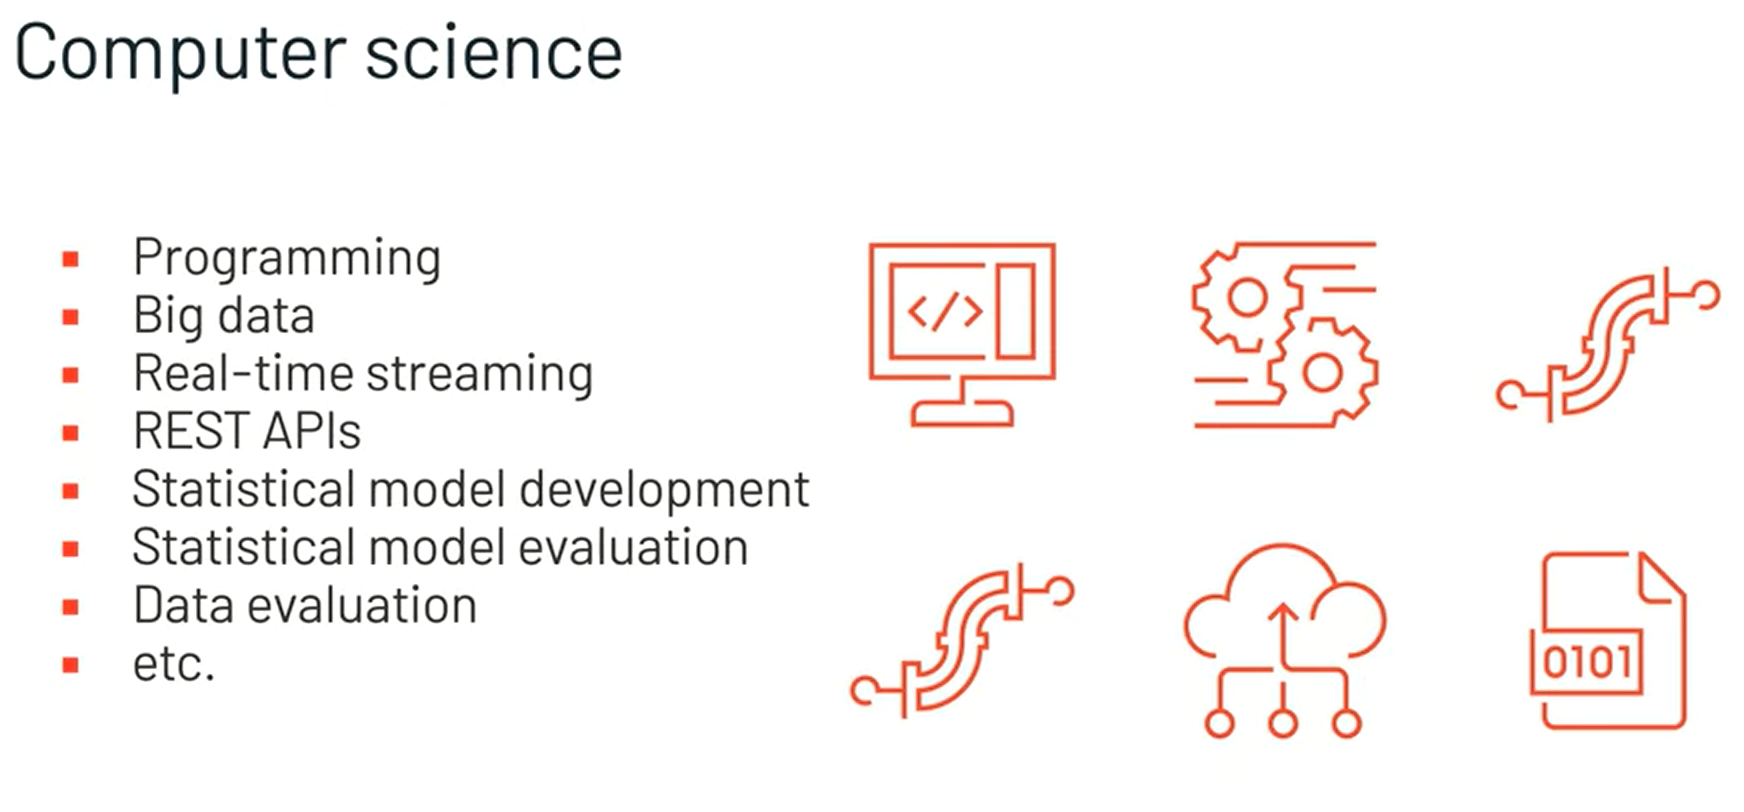 Computer science
Programming
Big data
Real-time streaming
REST APIs
Statistical model development
Statistical model evaluation
Data evaluation
etc.
</>
0101